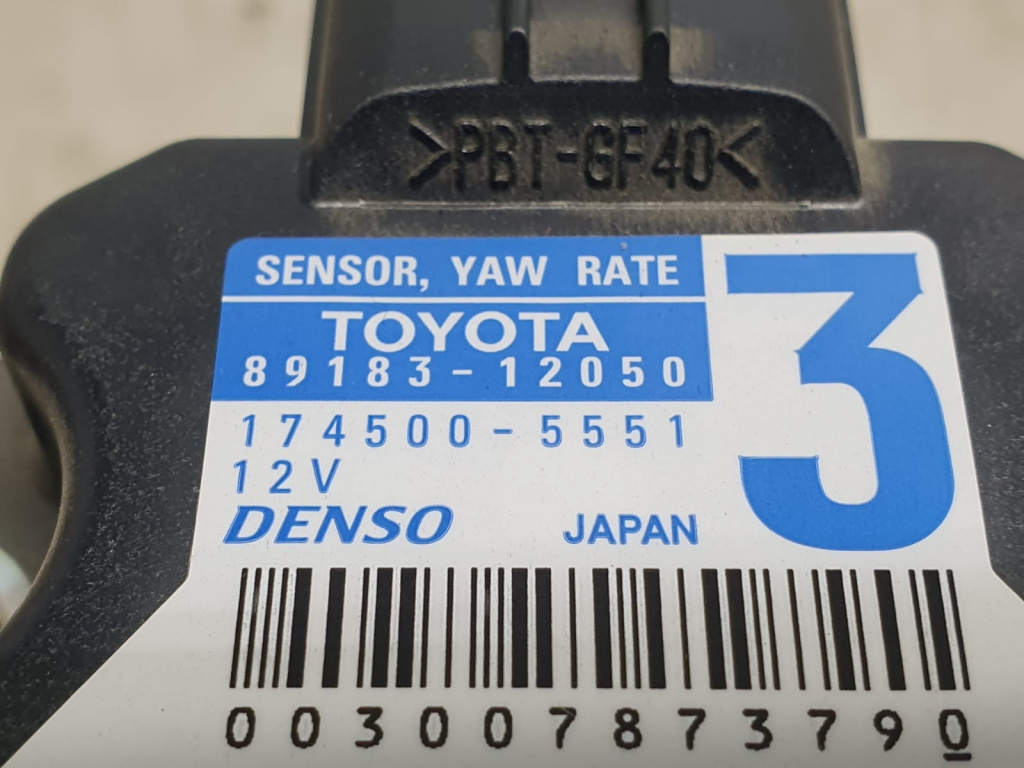 >PBT-GF40<
SENSOR, YAW RATE
3
TOYOTA
89183-12050
174500-5551
12V
DENSO JAPAN
003007873790